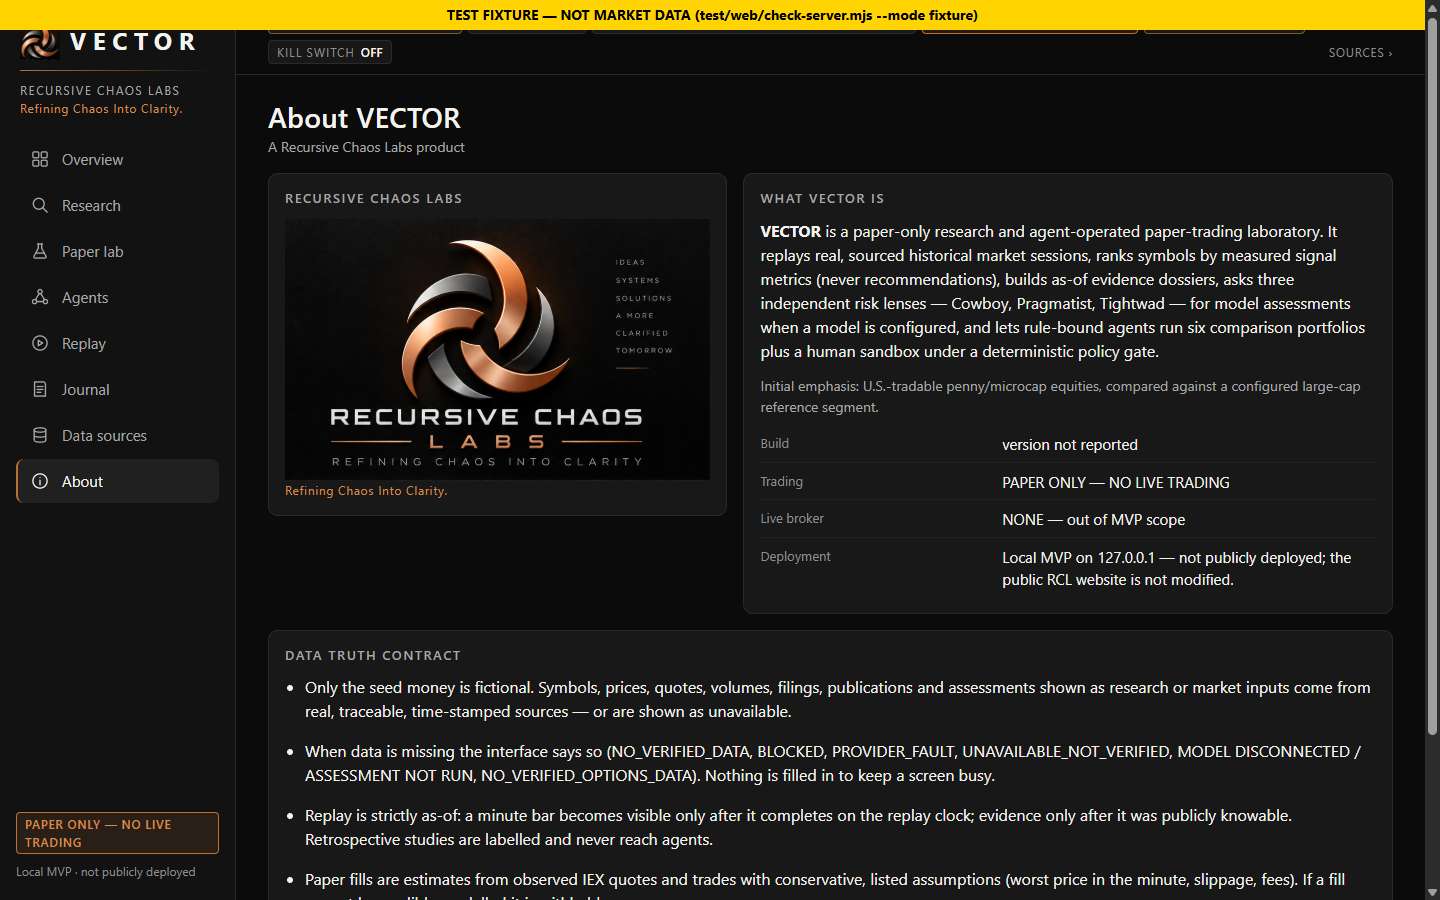 TEST FIXTURE — NOT MARKET DATA (test/web/check-server.mjs --mode fixture)
VECTOR
RECURSIVE CHAOS LABS
Refining Chaos Into Clarity.
Overview
Research
Paper lab
Agents
Replay
Journal
Data sources
About
PAPER ONLY — NO LIVE
TRADING
Local MVP · not publicly deployed
KILL SWITCH OFF
SOURCES ›
About VECTOR
A Recursive Chaos Labs product
RECURSIVE CHAOS LABS
IDEAS
SYSTEMS
SOLUTIONS
A MORE
CLARIFIED
TOMORROW
RECURSIVE CHAOS
LABS
REFINING CHAOS INTO CLARITY
Refining Chaos Into Clarity.
WHAT VECTOR IS
VECTOR is a paper-only research and agent-operated paper-trading laboratory. It
replays real, sourced historical market sessions, ranks symbols by measured signal
metrics (never recommendations), builds as-of evidence dossiers, asks three
independent risk lenses — Cowboy, Pragmatist, Tightwad — for model assessments
when a model is configured, and lets rule-bound agents run six comparison portfolios
plus a human sandbox under a deterministic policy gate.
Initial emphasis: U.S.-tradable penny/microcap equities, compared against a configured large-cap
reference segment.
Build version not reported
Trading PAPER ONLY — NO LIVE TRADING
Live broker NONE — out of MVP scope
Deployment Local MVP on 127.0.0.1 — not publicly deployed; the
public RCL website is not modified.
DATA TRUTH CONTRACT
• Only the seed money is fictional. Symbols, prices, quotes, volumes, filings, publications and assessments shown as research or market inputs come from
real, traceable, time-stamped sources — or are shown as unavailable.
• When data is missing the interface says so (NO_VERIFIED_DATA, BLOCKED, PROVIDER_FAULT, UNAVAILABLE_NOT_VERIFIED, MODEL DISCONNECTED /
ASSESSMENT NOT RUN, NO_VERIFIED_OPTIONS_DATA). Nothing is filled in to keep a screen busy.
• Replay is strictly as-of: a minute bar becomes visible only after it completes on the replay clock; evidence only after it was publicly knowable.
Retrospective studies are labelled and never reach agents.
• Paper fills are estimates from observed IEX quotes and trades with conservative, listed assumptions (worst price in the minute, slippage, fees). If a fill